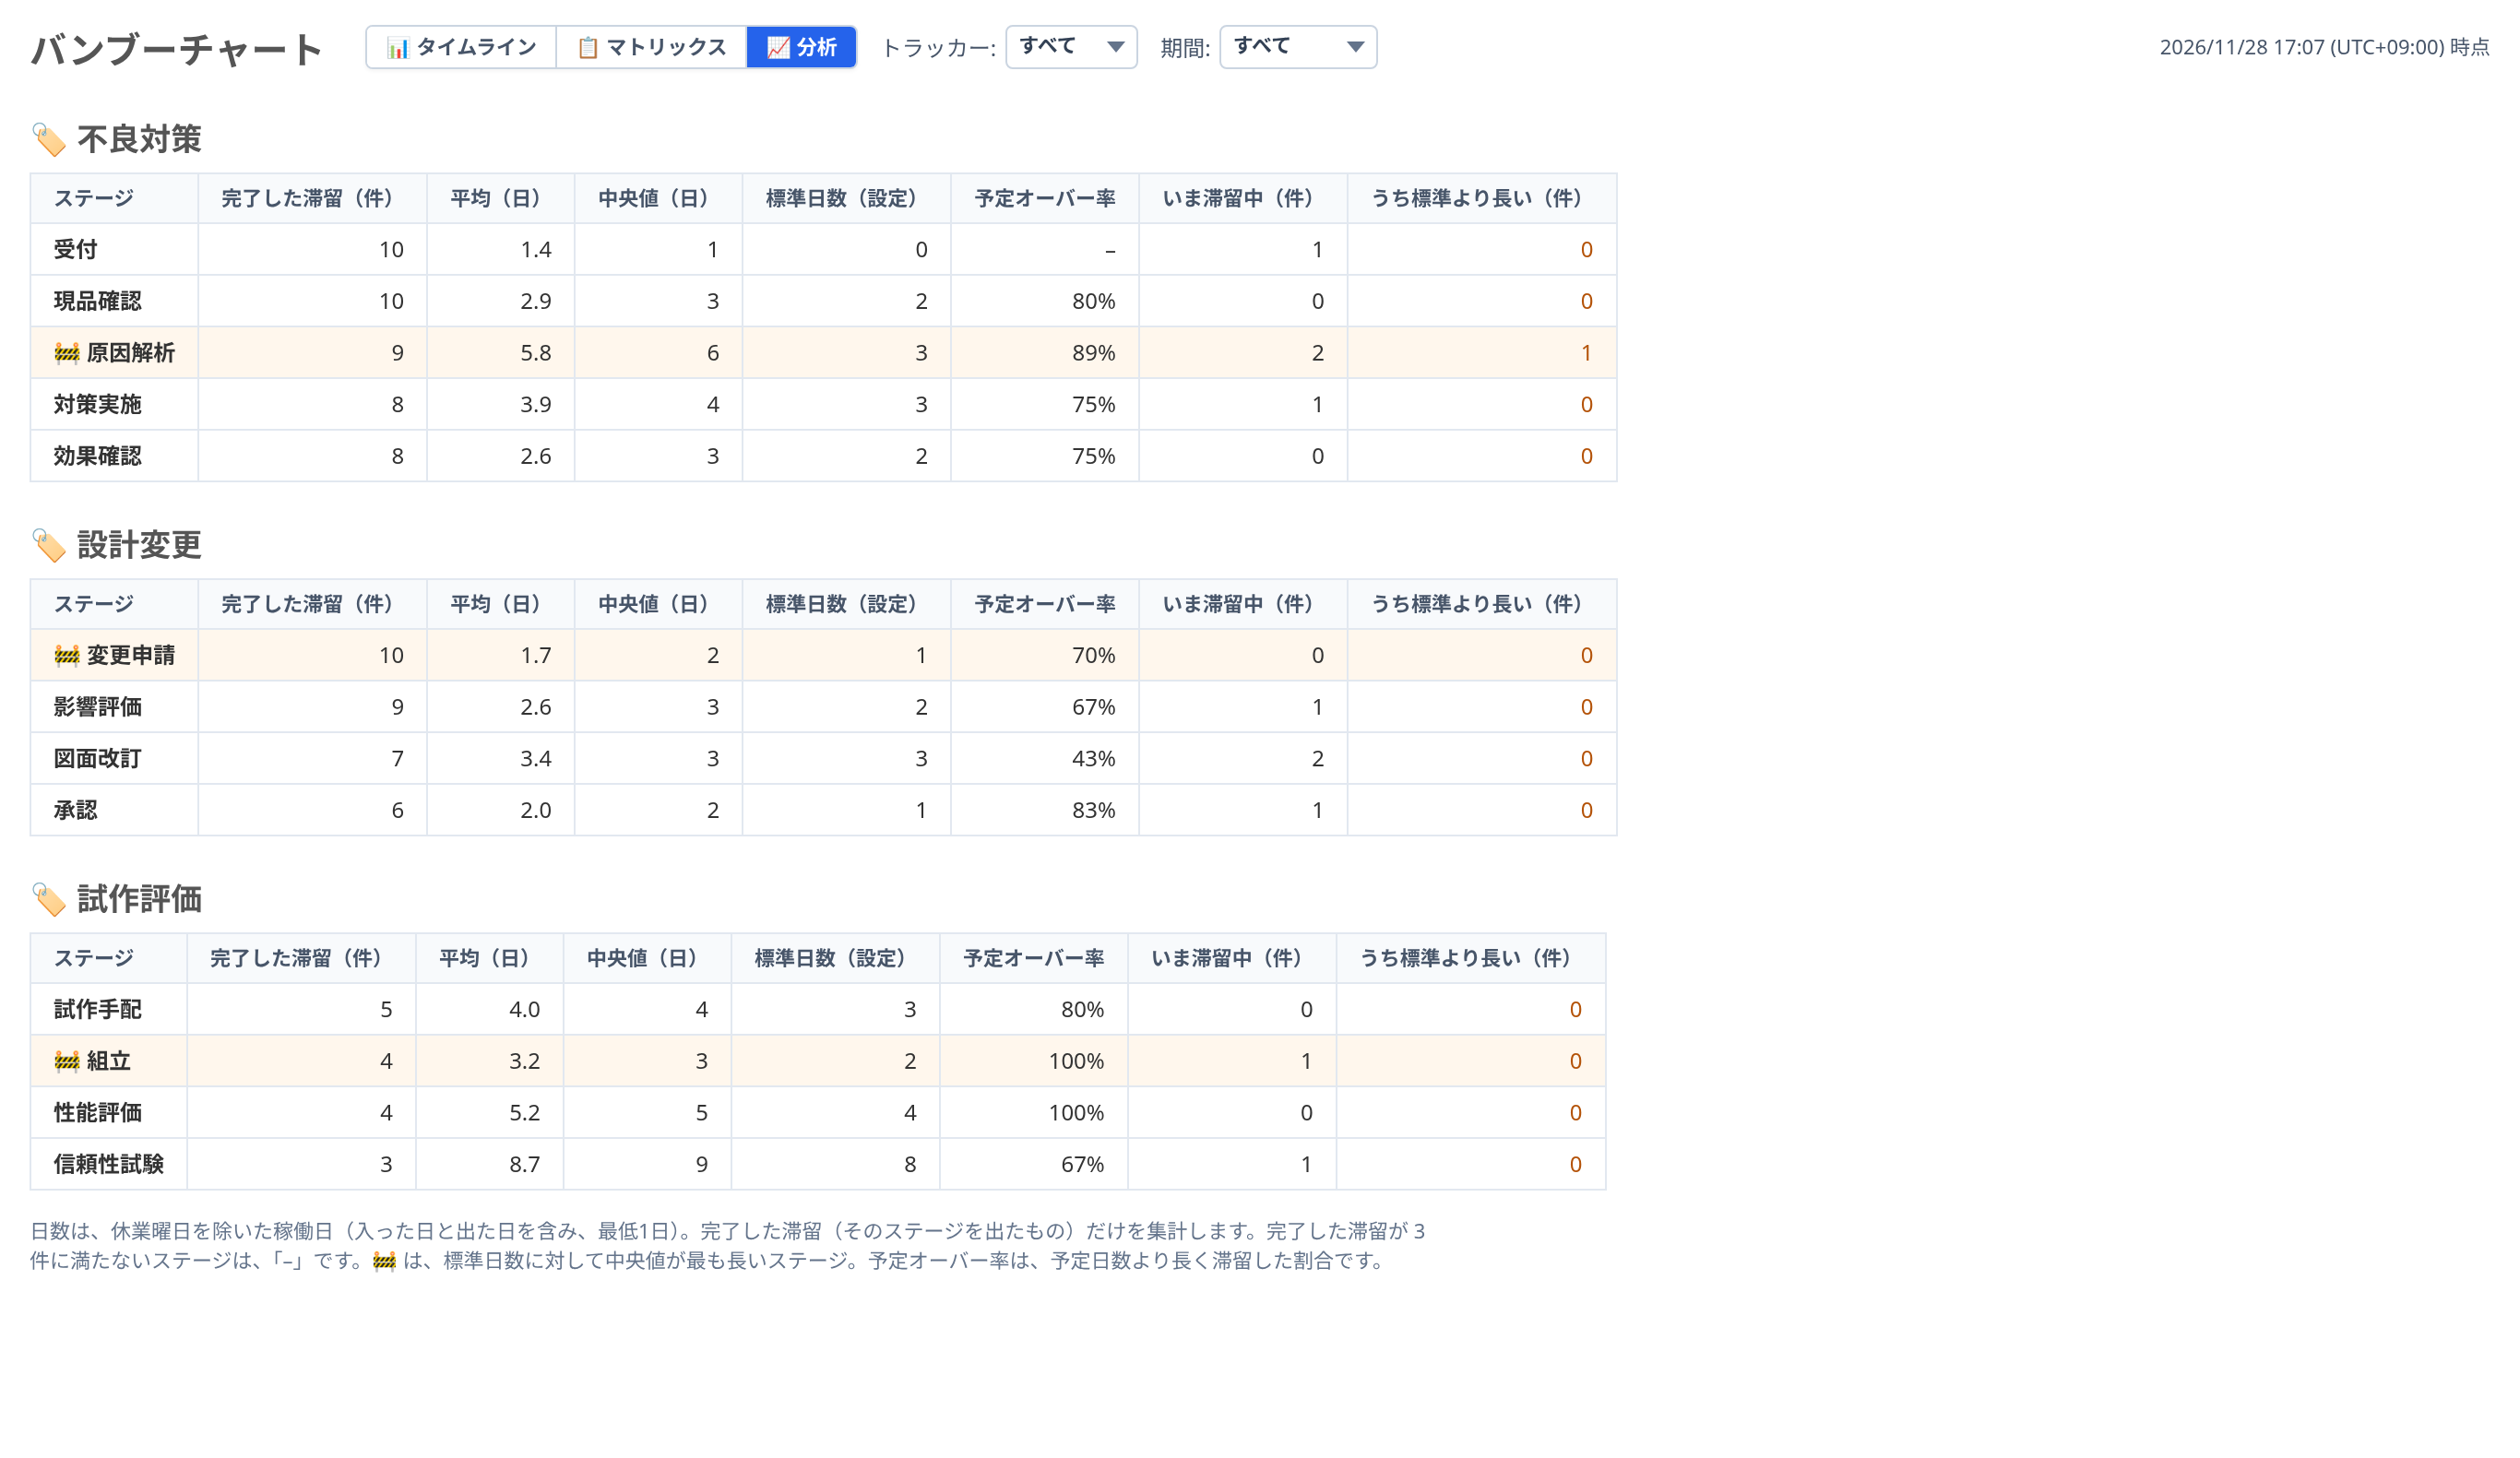 バンブーチャート 📊 タイムライン 📋 マトリックス 📈 分析 トラッカー: すべて 期間: すべて 2026/11/28 17:07 (UTC+09:00) 時点
🏷️ 不良対策
ステージ 完了した滞留（件） 平均（日） 中央値（日） 標準日数（設定） 予定オーバー率 いま滞留中（件） うち標準より長い（件）
受付 10 1.4 1 0 – 1 0
現品確認 10 2.9 3 2 80% 0 0
🚧 原因解析 9 5.8 6 3 89% 2 1
対策実施 8 3.9 4 3 75% 1 0
効果確認 8 2.6 3 2 75% 0 0
🏷️ 設計変更
ステージ 完了した滞留（件） 平均（日） 中央値（日） 標準日数（設定） 予定オーバー率 いま滞留中（件） うち標準より長い（件）
🚧 変更申請 10 1.7 2 1 70% 0 0
影響評価 9 2.6 3 2 67% 1 0
図面改訂 7 3.4 3 3 43% 2 0
承認 6 2.0 2 1 83% 1 0
🏷️ 試作評価
ステージ 完了した滞留（件） 平均（日） 中央値（日） 標準日数（設定） 予定オーバー率 いま滞留中（件） うち標準より長い（件）
試作手配 5 4.0 4 3 80% 0 0
🚧 組立 4 3.2 3 2 100% 1 0
性能評価 4 5.2 5 4 100% 0 0
信頼性試験 3 8.7 9 8 67% 1 0
日数は、休業曜日を除いた稼働日（入った日と出た日を含み、最低1日）。完了した滞留（そのステージを出たもの）だけを集計します。完了した滞留が 3
件に満たないステージは、「–」です。🚧 は、標準日数に対して中央値が最も長いステージ。予定オーバー率は、予定日数より長く滞留した割合です。